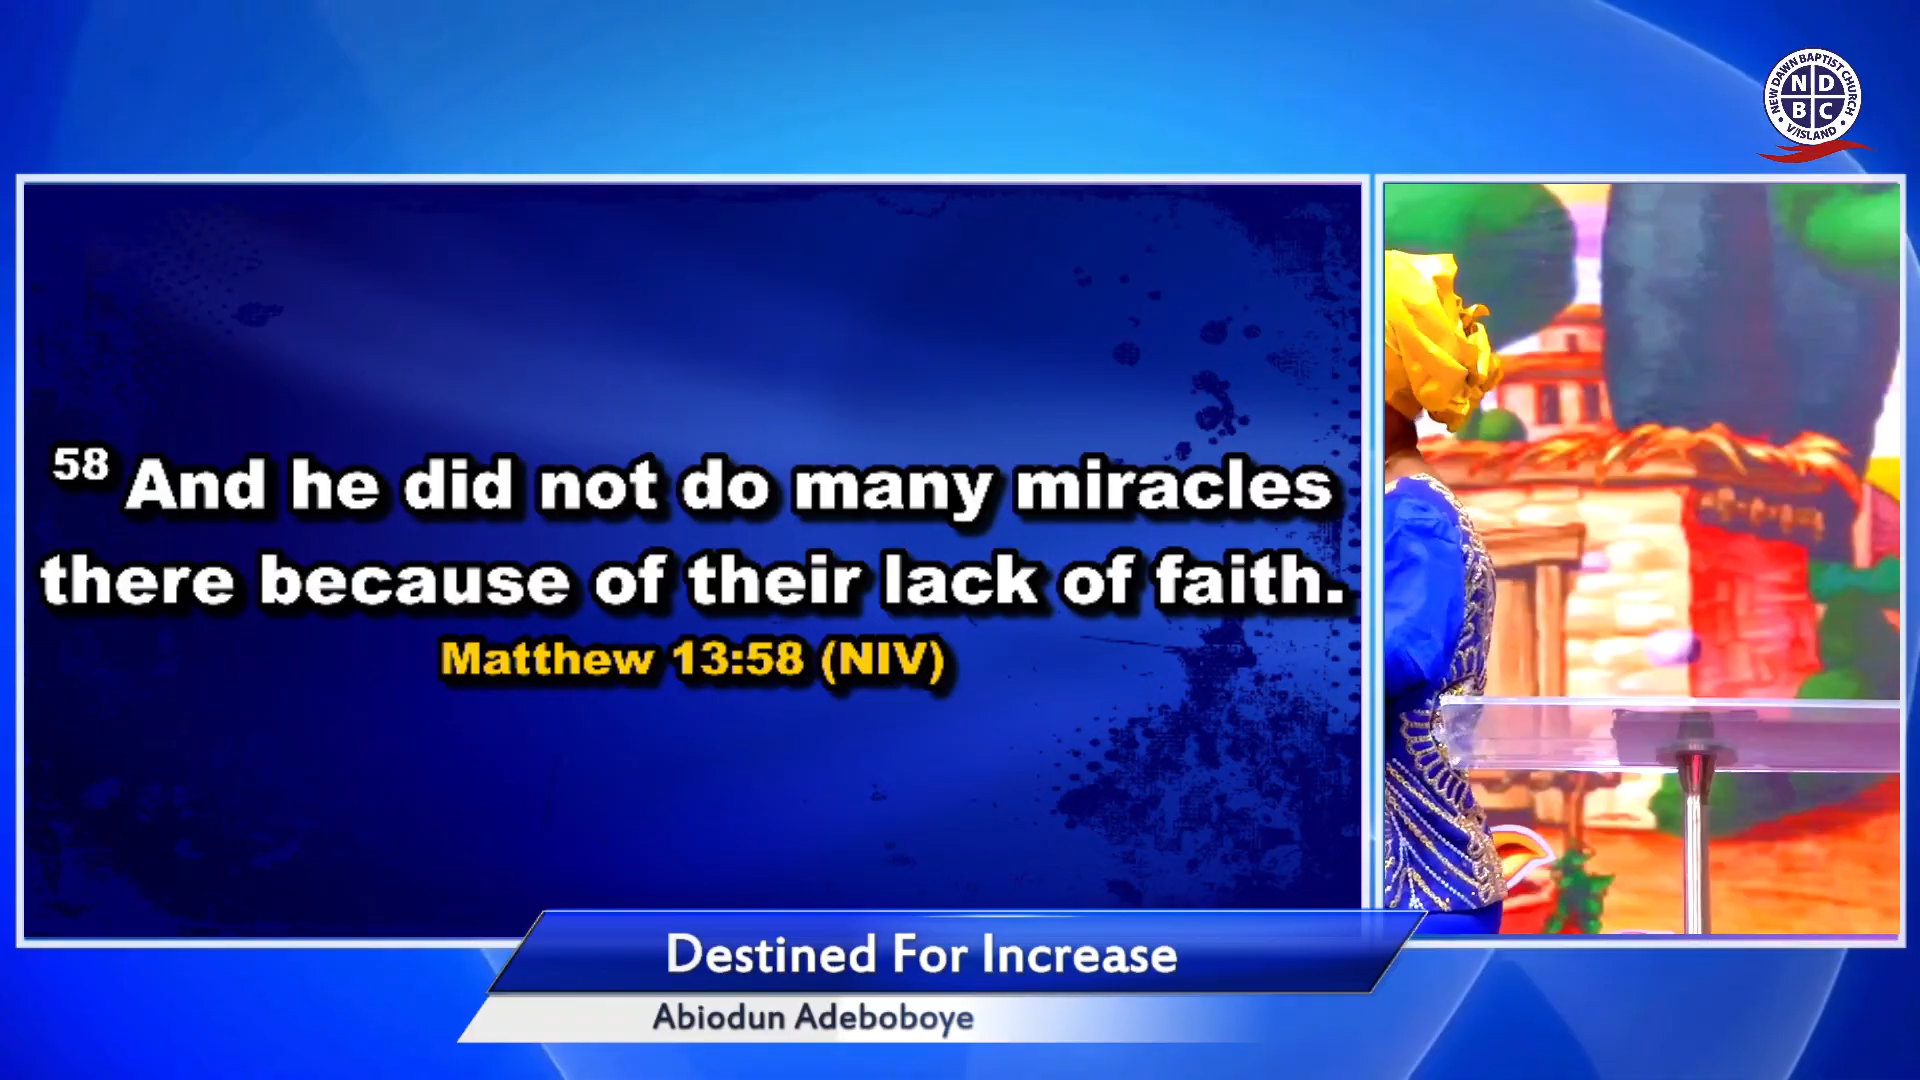 NEW DAWN BAPTIST CHURCH
N D
B C
• V/ISLAND •
58 And he did not do many miracles
there because of their lack of faith.
Matthew 13:58 (NIV)
Destined For Increase
Abiodun Adeboboye